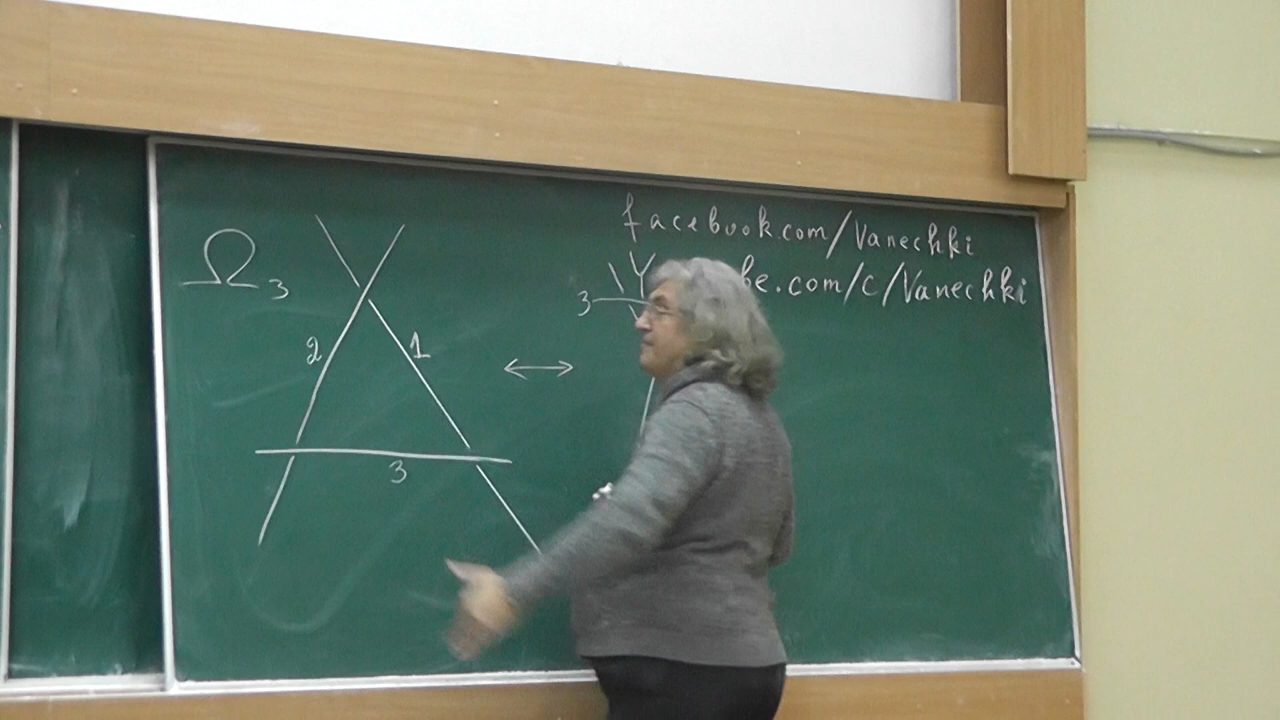 facebook.com/Vanechki
be.com/c/Vanechki
Ω3
3
2 1
3